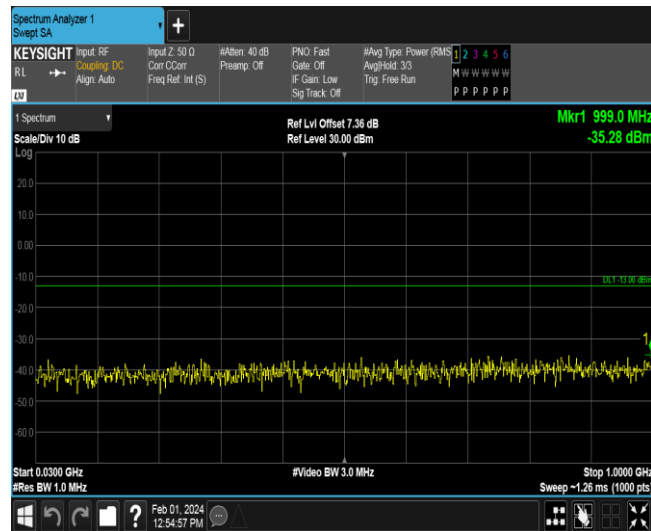 Spectrum Analyzer 1
Swept SA
KEYSIGHT
RL
LXI
Input: RF
Coupling: DC
Align: Auto
Input Z: 50 Ω
Corr CCorr
Freq Ref: Int (S)
#Atten: 40 dB
Preamp: Off
PNO: Fast
Gate: Off
IF Gain: Low
Sig Track: Off
#Avg Type: Power (RMS
Avg|Hold: 3/3
Trig: Free Run
1 2 3 4 5 6
M W W W W W
P P P P P P
1 Spectrum
Scale/Div 10 dB
Ref Lvl Offset 7.36 dB
Ref Level 30.00 dBm
Mkr1 999.0 MHz
-35.28 dBm
Log
20.0
10.0
0.00
-10.0
DL1 -13.00 dBm
-20.0
-30.0
1
-40.0
-50.0
-60.0
Start 0.0300 GHz
#Res BW 1.0 MHz
#Video BW 3.0 MHz
Stop 1.0000 GHz
Sweep ~1.26 ms (1000 pts
?
Feb 01, 2024
12:54:57 PM